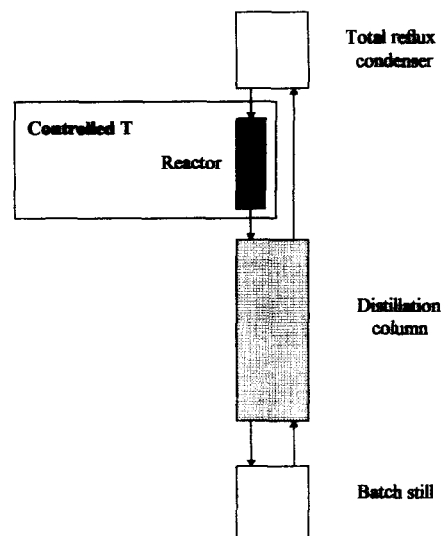 Total reflux
condenser
Controlled T
Reactor
Distillation
column
Batch still